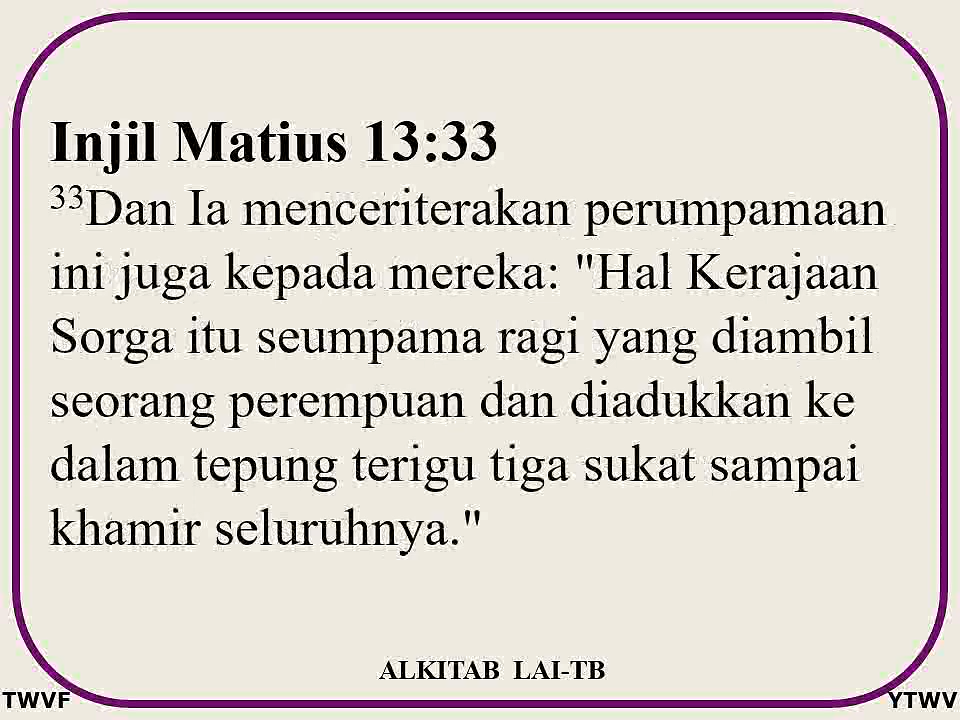 Injil Matius 13:33
33Dan Ia menceriterakan perumpamaan
ini juga kepada mereka: "Hal Kerajaan
Sorga itu seumpama ragi yang diambil
seorang perempuan dan diadukkan ke
dalam tepung terigu tiga sukat sampai
khamir seluruhnya."
ALKITAB LAI-TB
TWVF
YTWV